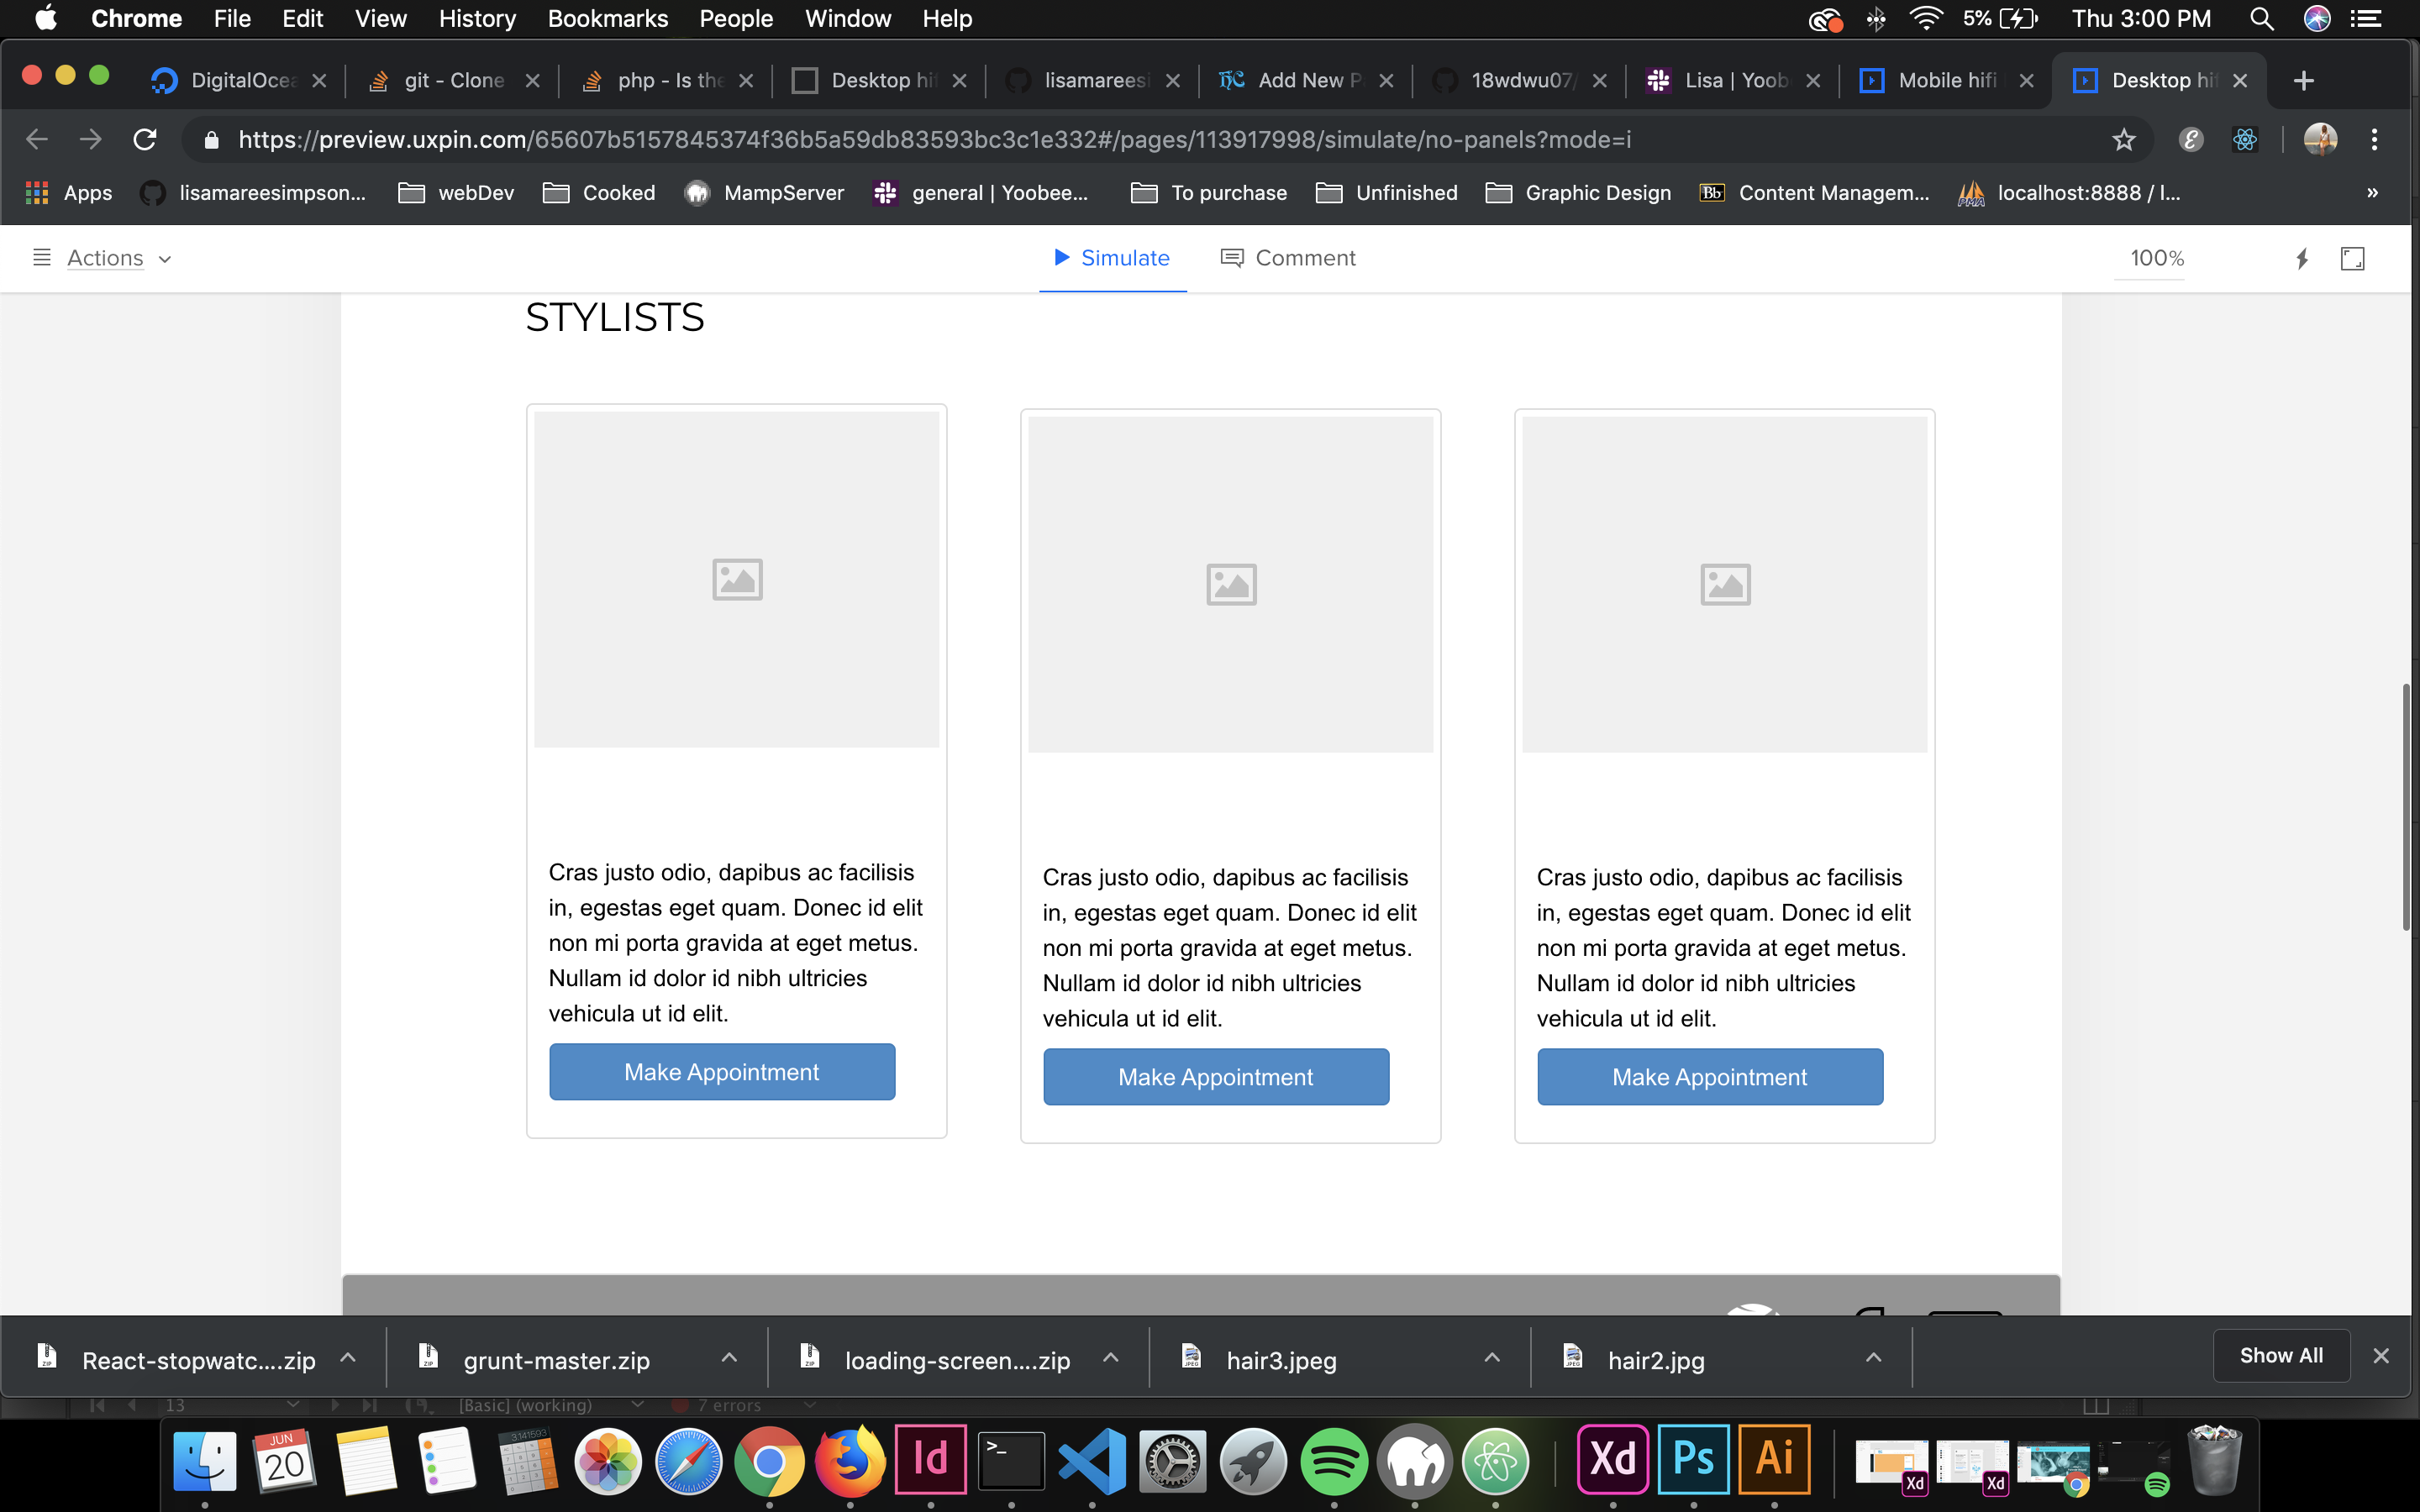 Chrome File Edit View History Bookmarks People Window Help 5% Thu 3:00 PM
DigitalOcea git - Clone php - Is the Desktop hif lisamareesi Add New P 18wdwu07/ Lisa | Yoob Mobile hifi Desktop hif
https://preview.uxpin.com/65607b5157845374f36b5a59db83593bc3c1e332#/pages/113917998/simulate/no-panels?mode=i
Apps lisamareesimpson... webDev Cooked MampServer general | Yoobee... To purchase Unfinished Graphic Design Bb Content Managem... localhost:8888 / l... »
Actions Simulate Comment 100%
STYLISTS
Cras justo odio, dapibus ac facilisis
in, egestas eget quam. Donec id elit
non mi porta gravida at eget metus.
Nullam id dolor id nibh ultricies
vehicula ut id elit.
Make Appointment
Cras justo odio, dapibus ac facilisis
in, egestas eget quam. Donec id elit
non mi porta gravida at eget metus.
Nullam id dolor id nibh ultricies
vehicula ut id elit.
Make Appointment
Cras justo odio, dapibus ac facilisis
in, egestas eget quam. Donec id elit
non mi porta gravida at eget metus.
Nullam id dolor id nibh ultricies
vehicula ut id elit.
Make Appointment
React-stopwatc....zip grunt-master.zip loading-screen....zip hair3.jpeg hair2.jpg Show All
13 [Basic] (working) 7 errors
JUN
20
3.141593
Id >_ Xd Ps Ai Xd Xd